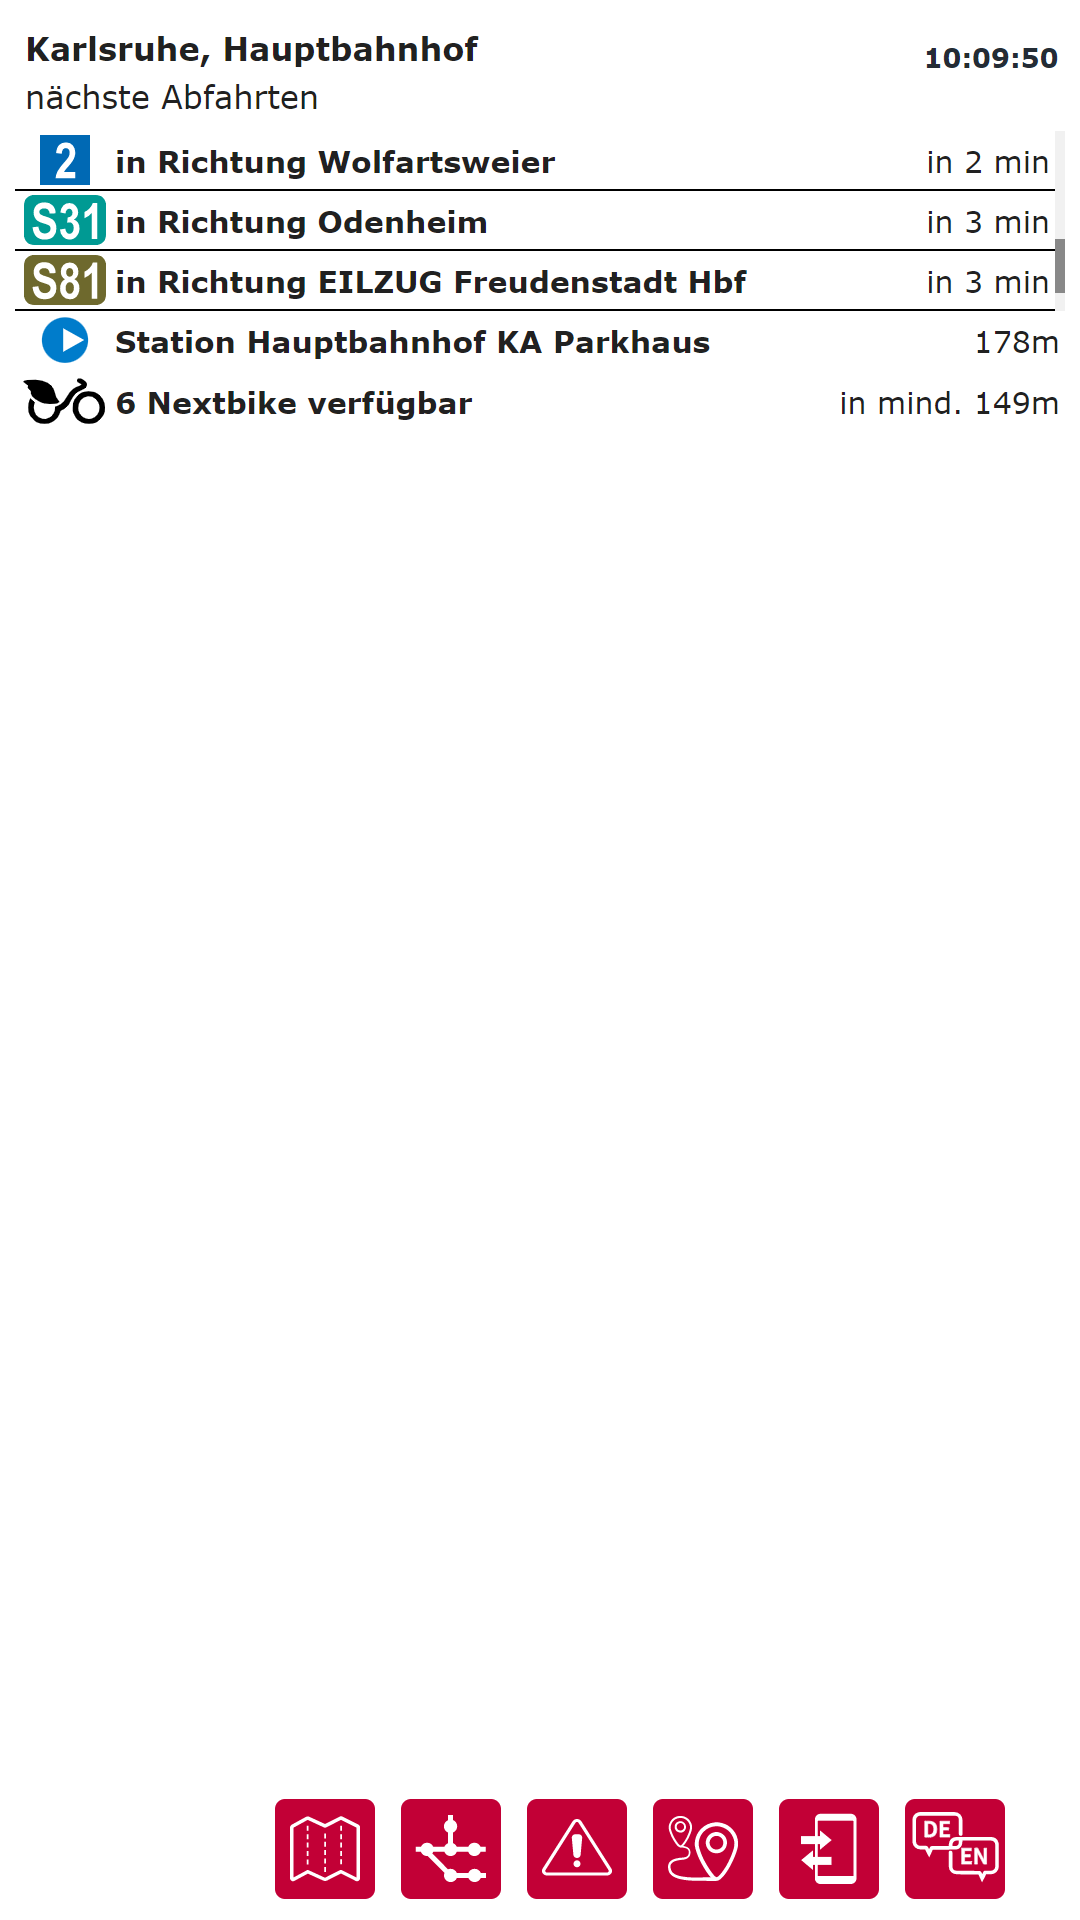 Karlsruhe, Hauptbahnhof
10:09:50
nächste Abfahrten
2 in Richtung Wolfartsweier in 2 min
S31 in Richtung Odenheim in 3 min
S81 in Richtung EILZUG Freudenstadt Hbf in 3 min
Station Hauptbahnhof KA Parkhaus 178m
6 Nextbike verfügbar in mind. 149m
DE
EN